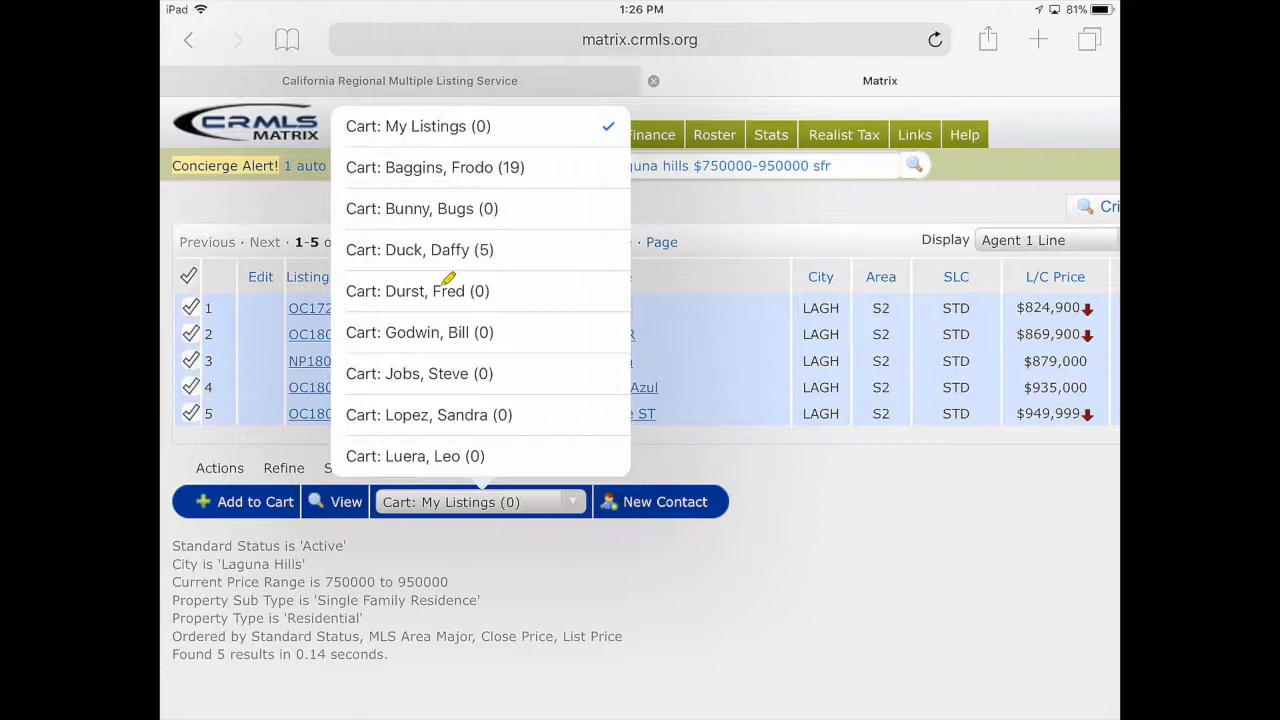 iPad 1:26 PM 81%
matrix.crmls.org
California Regional Multiple Listing Service Matrix
CRMLS
MATRIX
inance Roster Stats Realist Tax Links Help
Concierge Alert! 1 auto guna hills $750000-950000 sfr
Cri
Previous · Next · 1-5 o · Page Display Agent 1 Line
Edit Listing City Area SLC L/C Price
1 OC172 LAGH S2 STD $824,900
2 OC180 R LAGH S2 STD $869,900
3 NP180 LAGH S2 STD $879,000
4 OC180 Azul LAGH S2 STD $935,000
5 OC180 e ST LAGH S2 STD $949,999
Cart: My Listings (0)
Cart: Baggins, Frodo (19)
Cart: Bunny, Bugs (0)
Cart: Duck, Daffy (5)
Cart: Durst, Fred (0)
Cart: Godwin, Bill (0)
Cart: Jobs, Steve (0)
Cart: Lopez, Sandra (0)
Cart: Luera, Leo (0)
Actions Refine S
Add to Cart View Cart: My Listings (0) New Contact
Standard Status is 'Active'
City is 'Laguna Hills'
Current Price Range is 750000 to 950000
Property Sub Type is 'Single Family Residence'
Property Type is 'Residential'
Ordered by Standard Status, MLS Area Major, Close Price, List Price
Found 5 results in 0.14 seconds.